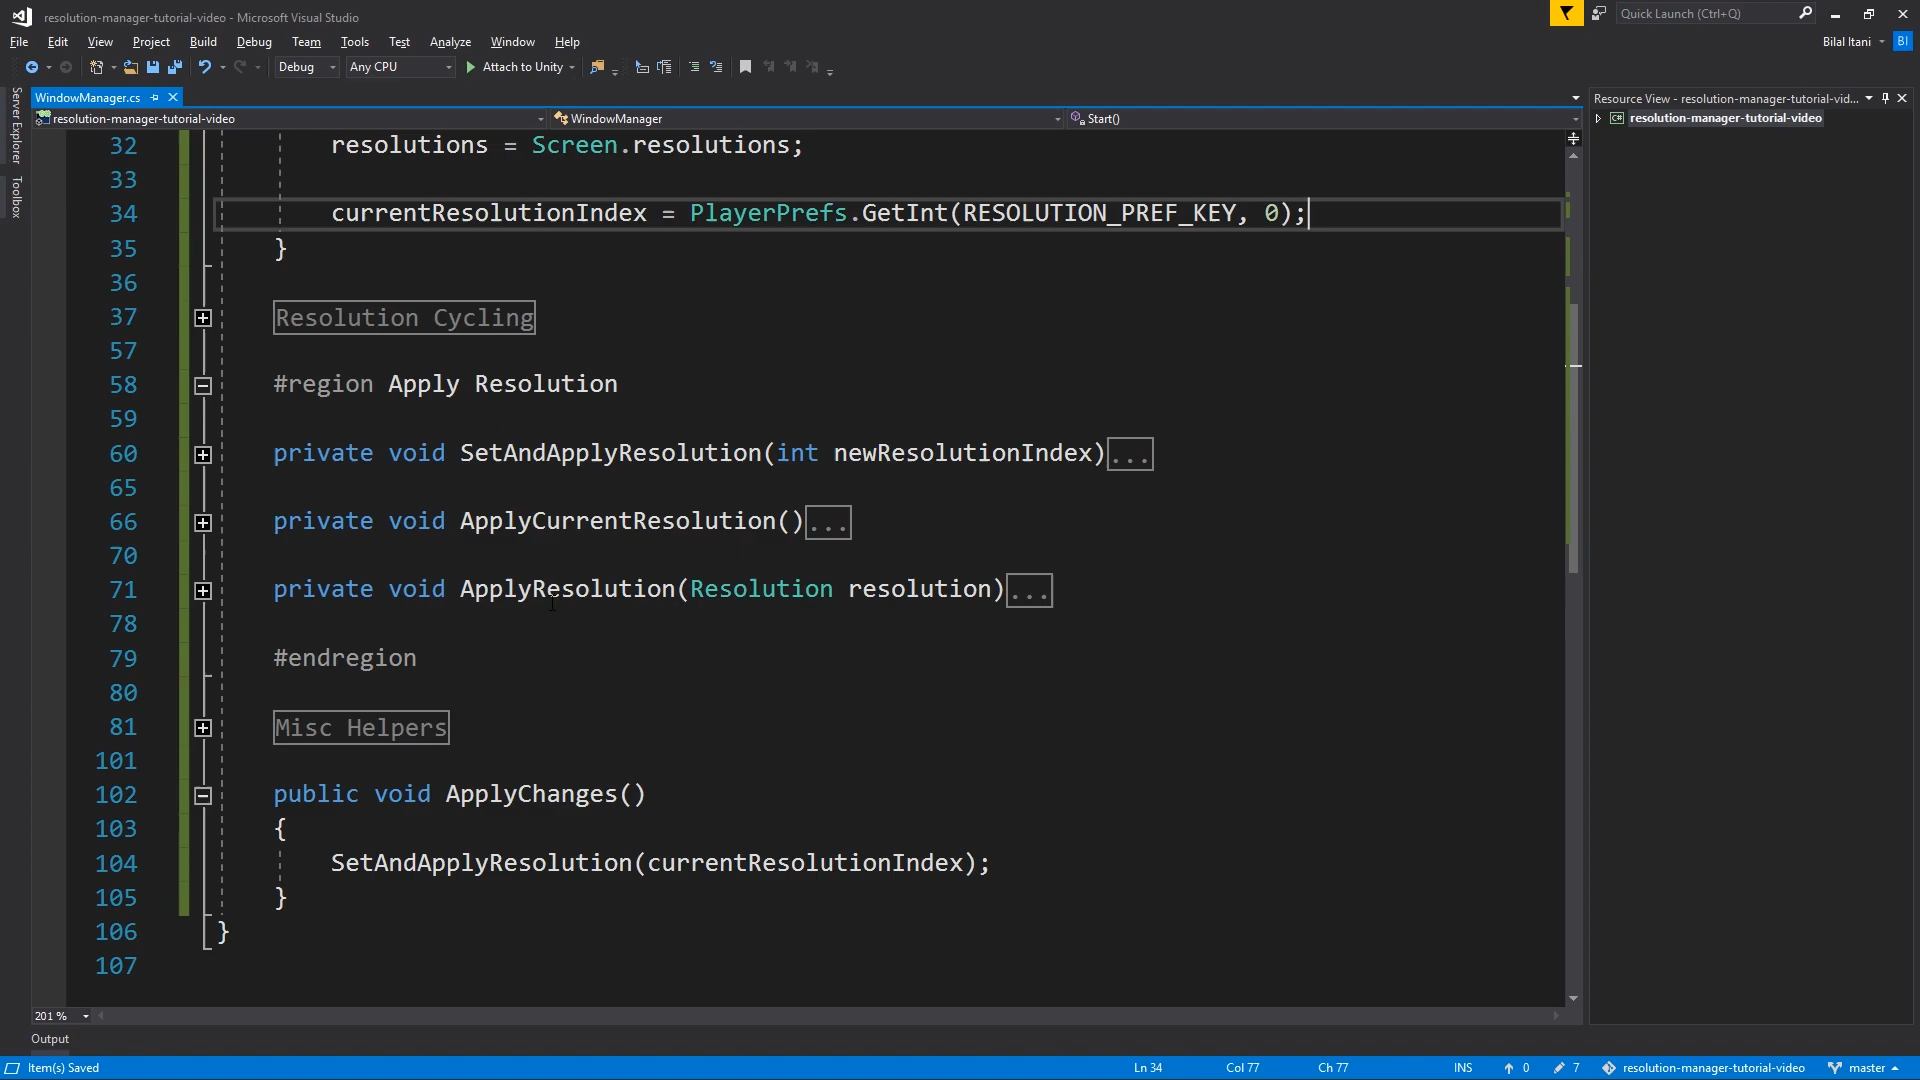 resolution-manager-tutorial-video - Microsoft Visual Studio
Quick Launch (Ctrl+Q)
File Edit View Project Build Debug Team Tools Test Analyze Window Help
Bilal Itani
BI
Debug
Any CPU
Attach to Unity
Server Explorer
Toolbox
WindowManager.cs
Resource View - resolution-manager-tutorial-vid...
resolution-manager-tutorial-video
WindowManager
Start()
resolution-manager-tutorial-video
32 resolutions = Screen.resolutions;
33
34 currentResolutionIndex = PlayerPrefs.GetInt(RESOLUTION_PREF_KEY, 0);
35 }
36
37 Resolution Cycling
57
58 #region Apply Resolution
59
60 private void SetAndApplyResolution(int newResolutionIndex)...
65
66 private void ApplyCurrentResolution()...
70
71 private void ApplyResolution(Resolution resolution)...
78
79 #endregion
80
81 Misc Helpers
101
102 public void ApplyChanges()
103 {
104 SetAndApplyResolution(currentResolutionIndex);
105 }
106 }
107
201 %
Output
Item(s) Saved
Ln 34
Col 77
Ch 77
INS
0
7
resolution-manager-tutorial-video
master